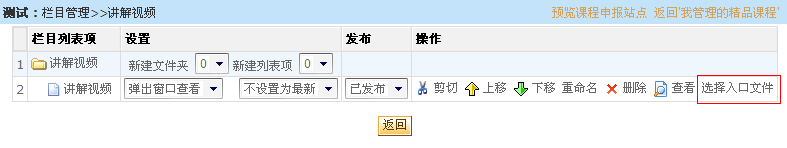 测试：栏目管理>>讲解视频 预览课程申报站点 返回'我管理的精品课程'
栏目列表项 设置 发布 操作
1 讲解视频 新建文件夹 0 新建列表项 0
2 讲解视频 弹出窗口查看 不设置为最新 已发布 剪切 上移 下移 重命名 删除 查看 选择入口文件
返回